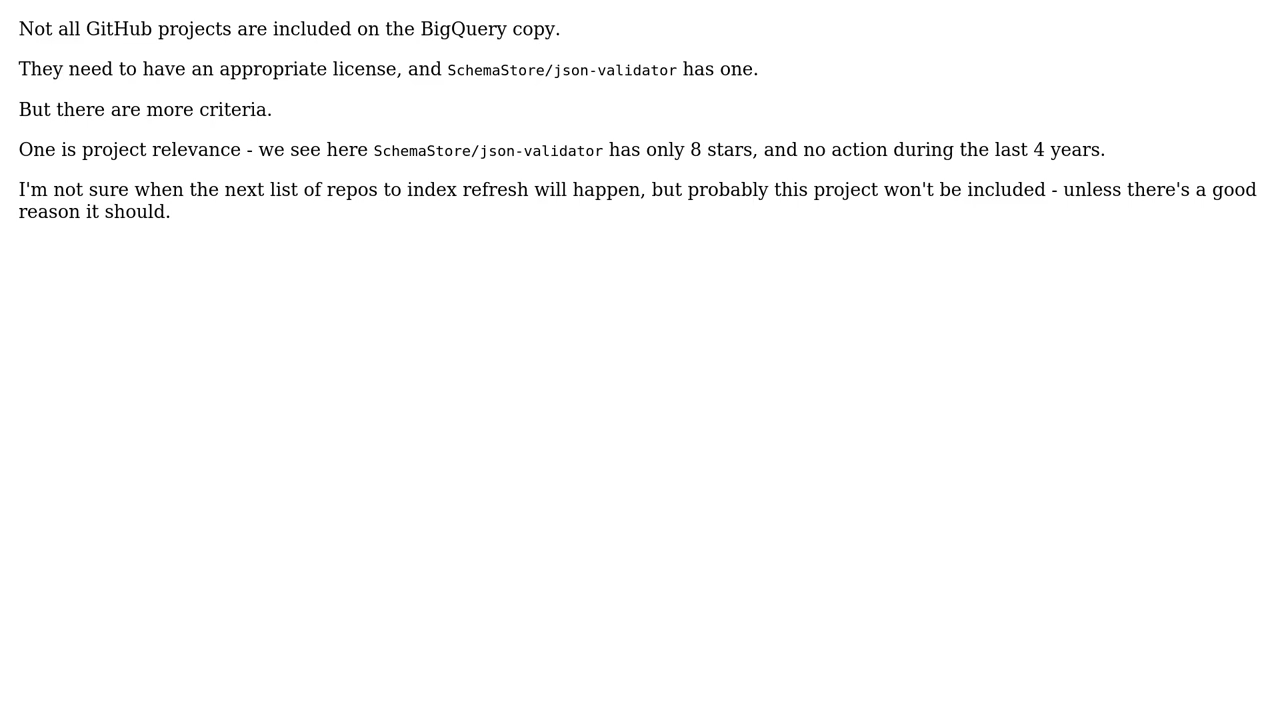 Not all GitHub projects are included on the BigQuery copy.
They need to have an appropriate license, and SchemaStore/json-validator has one.
But there are more criteria.
One is project relevance - we see here SchemaStore/json-validator has only 8 stars, and no action during the last 4 years.
I'm not sure when the next list of repos to index refresh will happen, but probably this project won't be included - unless there's a good
reason it should.